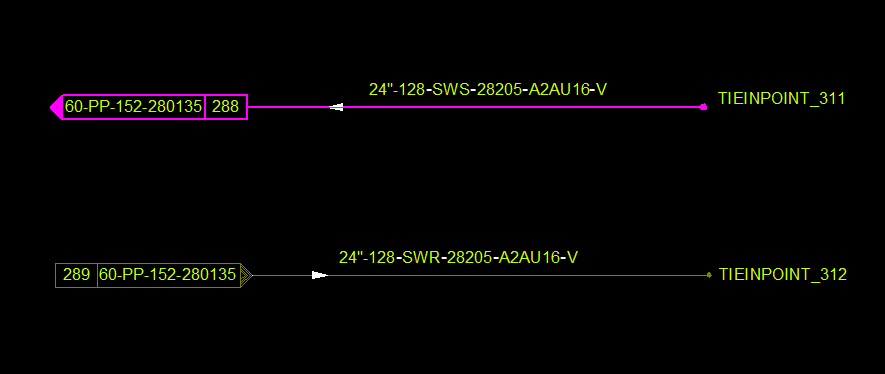 24"-128-SWS-28205-A2AU16-V
60-PP-152-280135 288 TIEINPOINT_311
24"-128-SWR-28205-A2AU16-V
289 60-PP-152-280135 TIEINPOINT_312